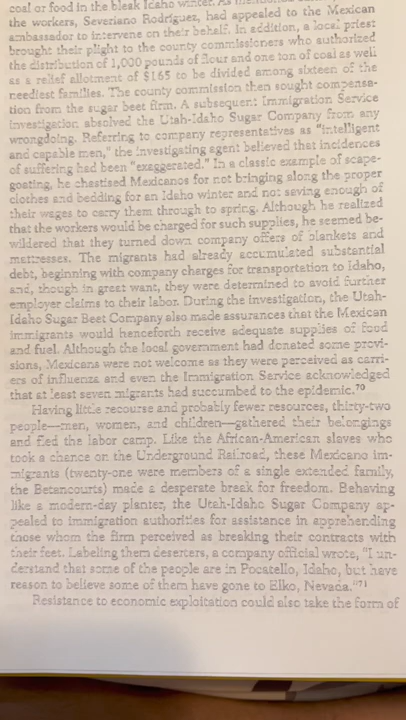 coal or food in the bleak Idaho winter. As mentioned
the workers, Severiano Rodríguez, had appealed to the Mexican
ambassador to intervene on their behalf. In addition, a local priest
brought their plight to the county commissioners who authorized
the distribution of 1,000 pounds of flour and one ton of coal as well
as a relief allotment of $165 to be divided among sixteen of the
neediest families. The county commission then sought compensa-
tion from the sugar beet firm. A subsequent Immigration Service
investigation absolved the Utah-Idaho Sugar Company from any
wrongdoing. Referring to company representatives as "intelligent
and capable men," the investigating agent believed that incidences
of suffering had been "exaggerated." In a classic example of scape-
goating, he chastised Mexicanos for not bringing along the proper
clothes and bedding for an Idaho winter and not saving enough of
their wages to carry them through to spring. Although he realized
that the workers would be charged for such supplies, he seemed be-
wildered that they turned down company offers of blankets and
mattresses. The migrants had already accumulated substantial
debt, beginning with company charges for transportation to Idaho,
and, though in great want, they were determined to avoid further
employer claims to their labor. During the investigation, the Utah-
Idaho Sugar Beet Company also made assurances that the Mexican
immigrants would henceforth receive adequate supplies of food
and fuel. Although the local government had donated some provi-
sions, Mexicans were not welcome as they were perceived as carri-
ers of influenza and even the Immigration Service acknowledged
that at least seven migrants had succumbed to the epidemic.70
Having little recourse and probably fewer resources, thirty-two
people—men, women, and children—gathered their belongings
and fled the labor camp. Like the African-American slaves who
took a chance on the Underground Railroad, these Mexicano im-
migrants (twenty-one were members of a single extended family,
the Betancourts) made a desperate break for freedom. Behaving
like a modern-day planter, the Utah-Idaho Sugar Company ap-
pealed to immigration authorities for assistance in apprehending
those whom the firm perceived as breaking their contracts with
their feet. Labeling them deserters, a company official wrote, "I un-
derstand that some of the people are in Pocatello, Idaho, but have
reason to believe some of them have gone to Elko, Nevada."71
Resistance to economic exploitation could also take the form of